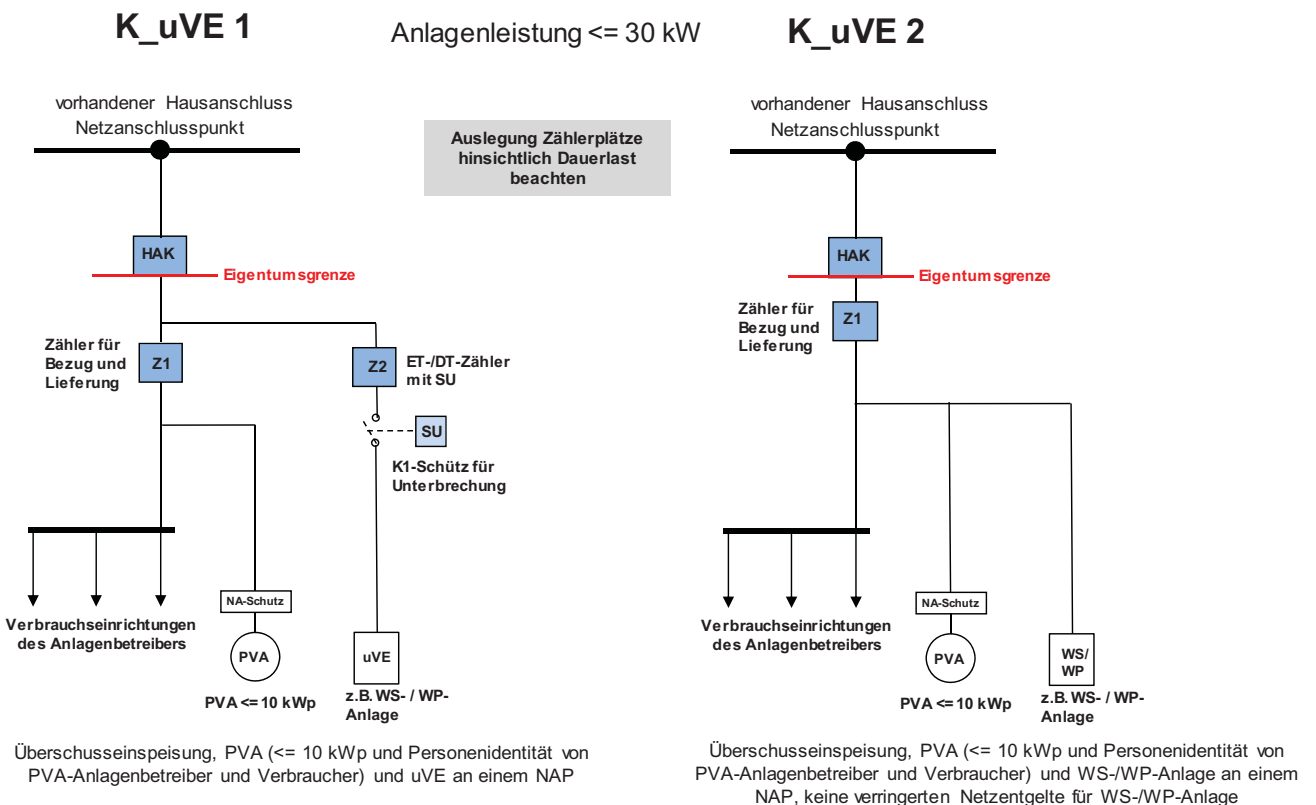 K_uVE 1
Anlagenleistung <= 30 kW
K_uVE 2
vorhandener Hausanschluss
Netzanschlusspunkt
Auslegung Zählerplätze
hinsichtlich Dauerlast
beachten
HAK
Eigentumsgrenze
Zähler für
Bezug und
Lieferung
Z1
Z2
ET-/DT-Zähler
mit SU
SU
K1-Schütz für
Unterbrechung
NA-Schutz
Verbrauchseinrichtungen
des Anlagenbetreibers
PVA
uVE
PVA <= 10 kWp
z.B. WS- / WP-
Anlage
Überschusseinspeisung, PVA (<= 10 kWp und Personenidentität von
PVA-Anlagenbetreiber und Verbraucher) und uVE an einem NAP
vorhandener Hausanschluss
Netzanschlusspunkt
HAK
Eigentumsgrenze
Zähler für
Bezug und
Lieferung
Z1
NA-Schutz
Verbrauchseinrichtungen
des Anlagenbetreibers
PVA
WS/
WP
PVA <= 10 kWp
z.B. WS- / WP-
Anlage
Überschusseinspeisung, PVA (<= 10 kWp und Personenidentität von
PVA-Anlagenbetreiber und Verbraucher) und WS-/WP-Anlage an einem
NAP, keine verringerten Netzentgelte für WS-/WP-Anlage